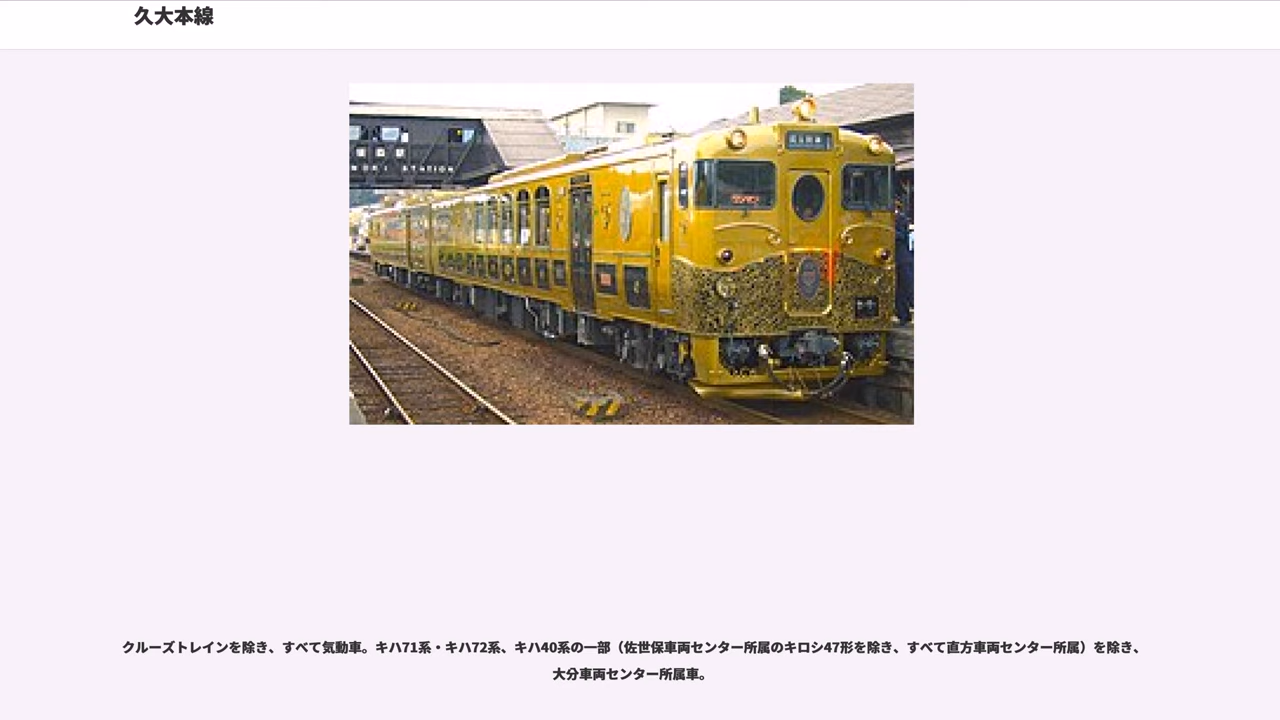 久大本線
STATION
クルーズトレインを除き、すべて気動車。キハ71系・キハ72系、キハ40系の一部（佐世保車両センター所属のキロシ47形を除き、すべて直方車両センター所属）を除き、
大分車両センター所属車。